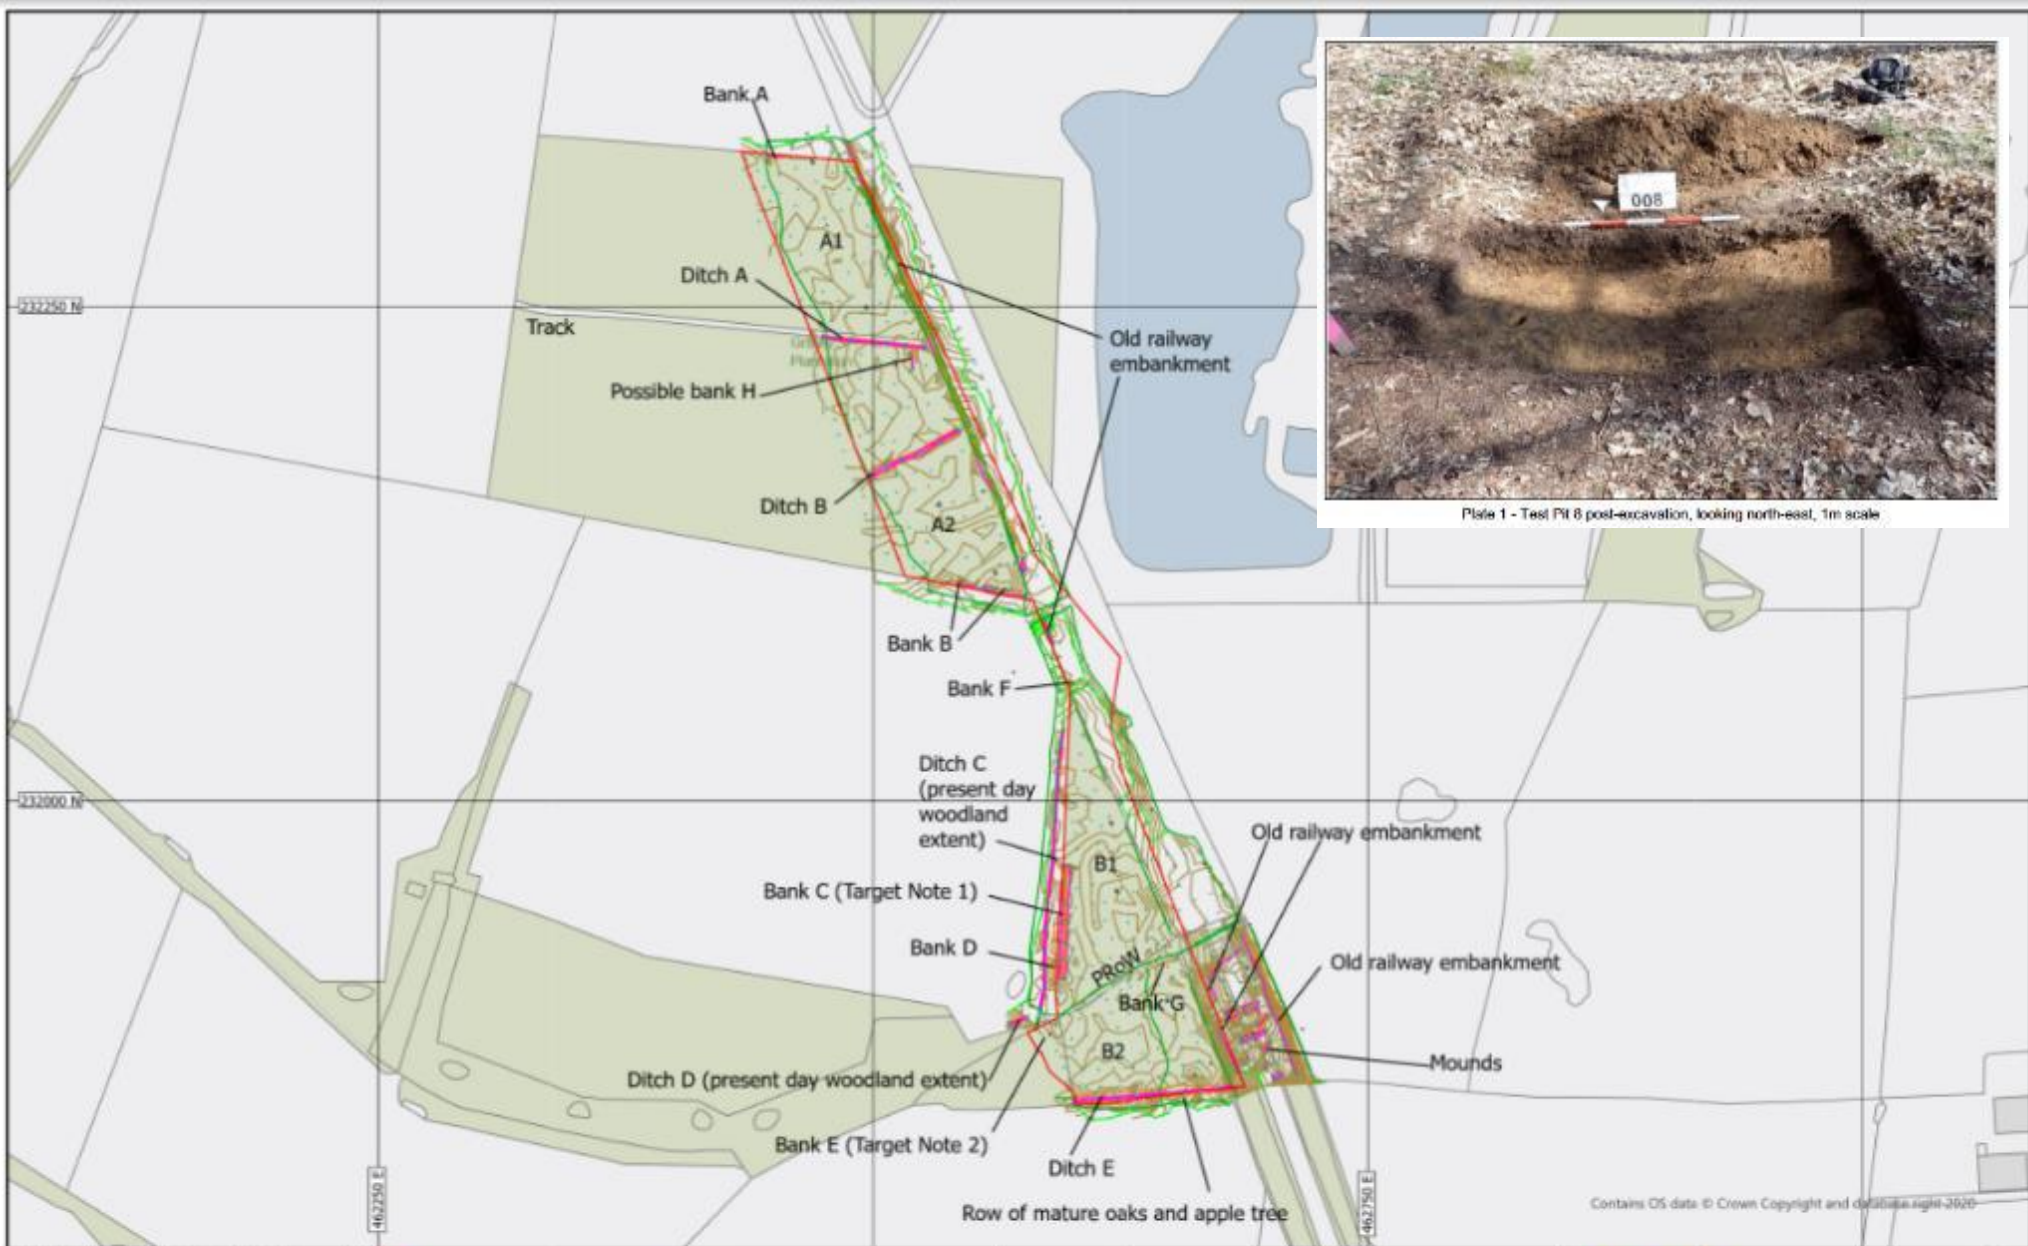 Bank A
A1
Ditch A
232250 N
Track
Possible bank H
Old railway
embankment
008
Plate 1 - Test Pit 8 post-excavation, looking north-east, 1m scale
Ditch B
A2
Bank B
Bank F
Ditch C
(present day
woodland
extent)
232000 N
B1
Old railway embankment
Bank C (Target Note 1)
Bank D
PRoW
Old railway embankment
Bank G
B2
Mounds
Ditch D (present day woodland extent)
Bank E (Target Note 2)
Ditch E
Row of mature oaks and apple tree
462250 E
462750 E
Contains OS data © Crown Copyright and database right 2020